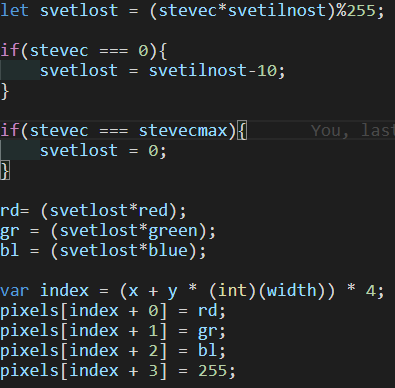 let svetlost = (stevec*svetilnost)%255;
if(stevec === 0){
svetlost = svetilnost-10;
}
if(stevec === stevecmax){ You, last
svetlost = 0;
}
rd= (svetlost*red);
gr = (svetlost*green);
bl = (svetlost*blue);
var index = (x + y * (int)(width)) * 4;
pixels[index + 0] = rd;
pixels[index + 1] = gr;
pixels[index + 2] = bl;
pixels[index + 3] = 255;